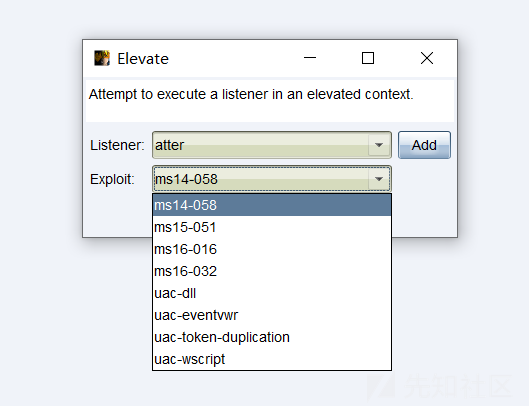 Elevate
Attempt to execute a listener in an elevated context.
Listener: atter Add
Exploit: ms14-058
ms14-058
ms15-051
ms16-016
ms16-032
uac-dll
uac-eventvwr
uac-token-duplication
uac-wscript
先知社区